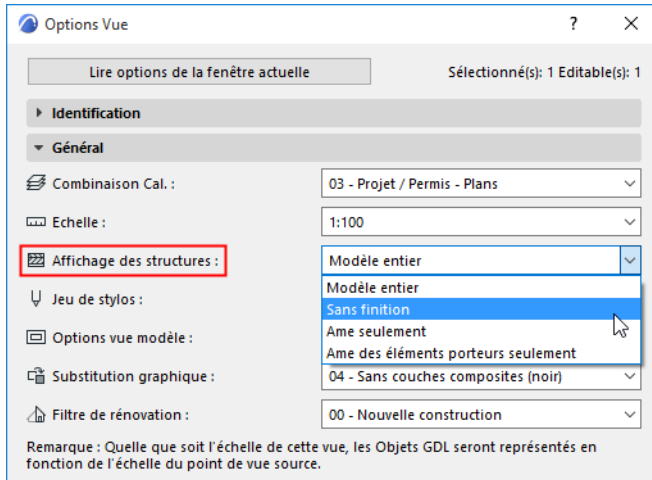 Options Vue
Lire options de la fenêtre actuelle
Sélectionné(s): 1 Editable(s): 1
Identification
Général
Combinaison Cal. :
03 - Projet / Permis - Plans
Echelle :
1:100
Affichage des structures :
Modèle entier
Modèle entier
Jeu de stylos :
Sans finition
Ame seulement
Options vue modèle :
Ame des éléments porteurs seulement
Substitution graphique :
04 - Sans couches composites (noir)
Filtre de rénovation :
00 - Nouvelle construction
Remarque : Quelle que soit l'échelle de cette vue, les Objets GDL seront représentés en
fonction de l'échelle du point de vue source.